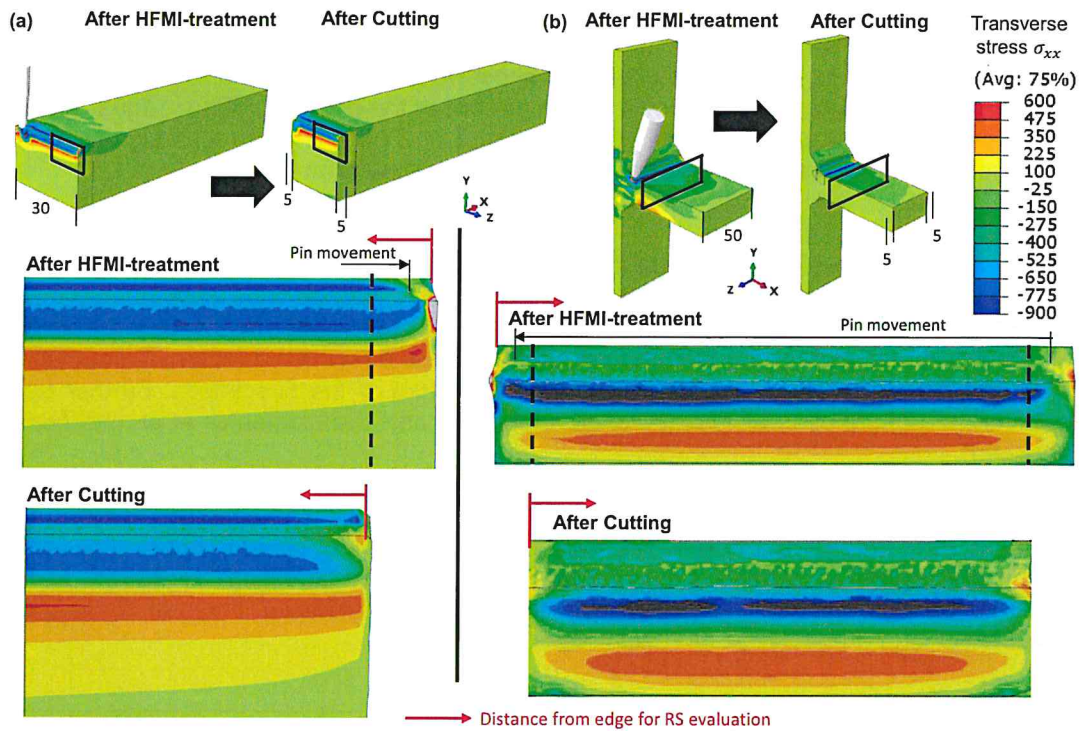 (a) After HFMI-treatment After Cutting
30
5
5
Y
X
Z
(b) After HFMI-treatment After Cutting
50
5
5
Y
Z X
Transverse
stress σxx
(Avg: 75%)
600
475
350
225
100
-25
-150
-275
-400
-525
-650
-775
-900
Pin movement
After HFMI-treatment
After HFMI-treatment
Pin movement
After Cutting
After Cutting
Distance from edge for RS evaluation